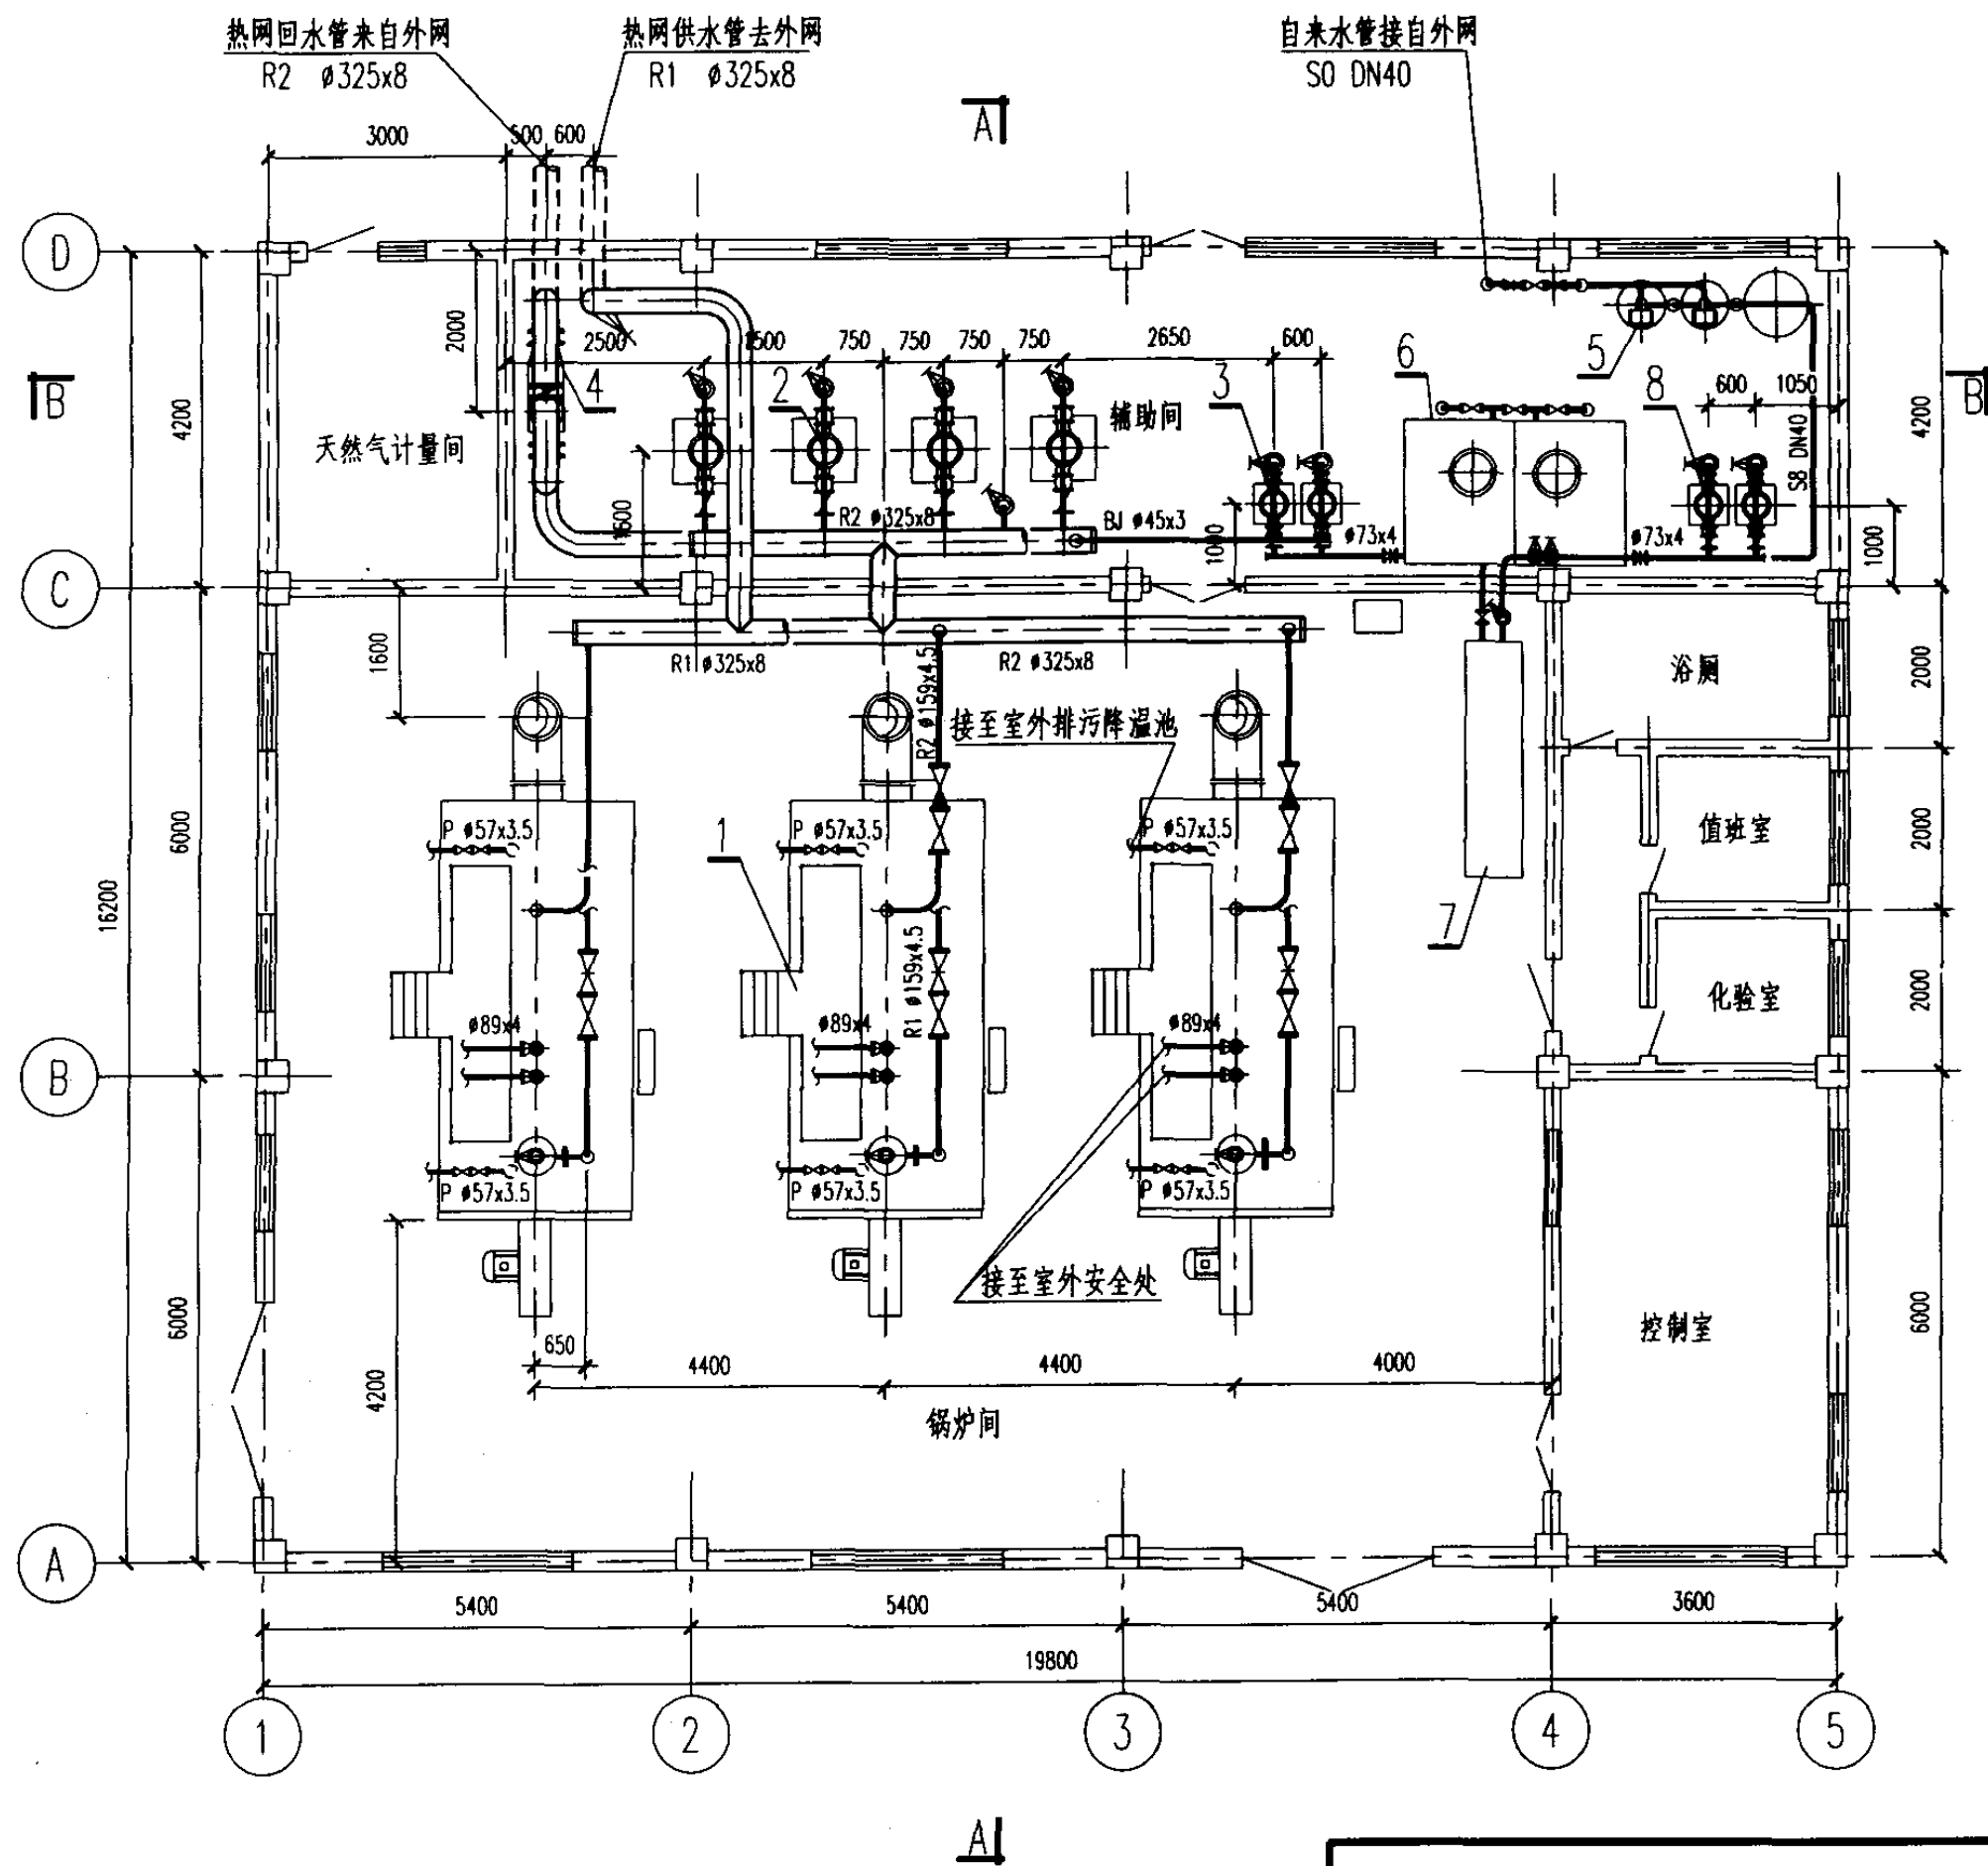 热网回水管来自外网
R2 ø325x8
热网供水管去外网
R1 ø325x8
自来水管接自外网
S0 DN40
A
3000
500
600
D
2000
2500
1500
750
750
750
750
2650
600
6
5
8
600
1050
B
B
4
2
3
4200
4200
天然气计量间
辅助间
S8 DN40
1600
R2 ø325x8
BJ ø45x3
1000
ø73x4
ø73x4
1000
C
1600
R1 ø325x8
R2 ø325x8
R2 ø159x4.5
接至室外排污降温池
浴厕
2000
P ø57x3.5
P ø57x3.5
P ø57x3.5
1
值班室
2000
6000
16200
7
R1 ø159x4.5
化验室
2000
ø89x4
ø89x4
ø89x4
B
P ø57x3.5
P ø57x3.5
P ø57x3.5
接至室外安全处
6000
控制室
6000
650
4400
4400
4000
4200
锅炉间
A
5400
5400
5400
3600
19800
1
2
3
4
5
A